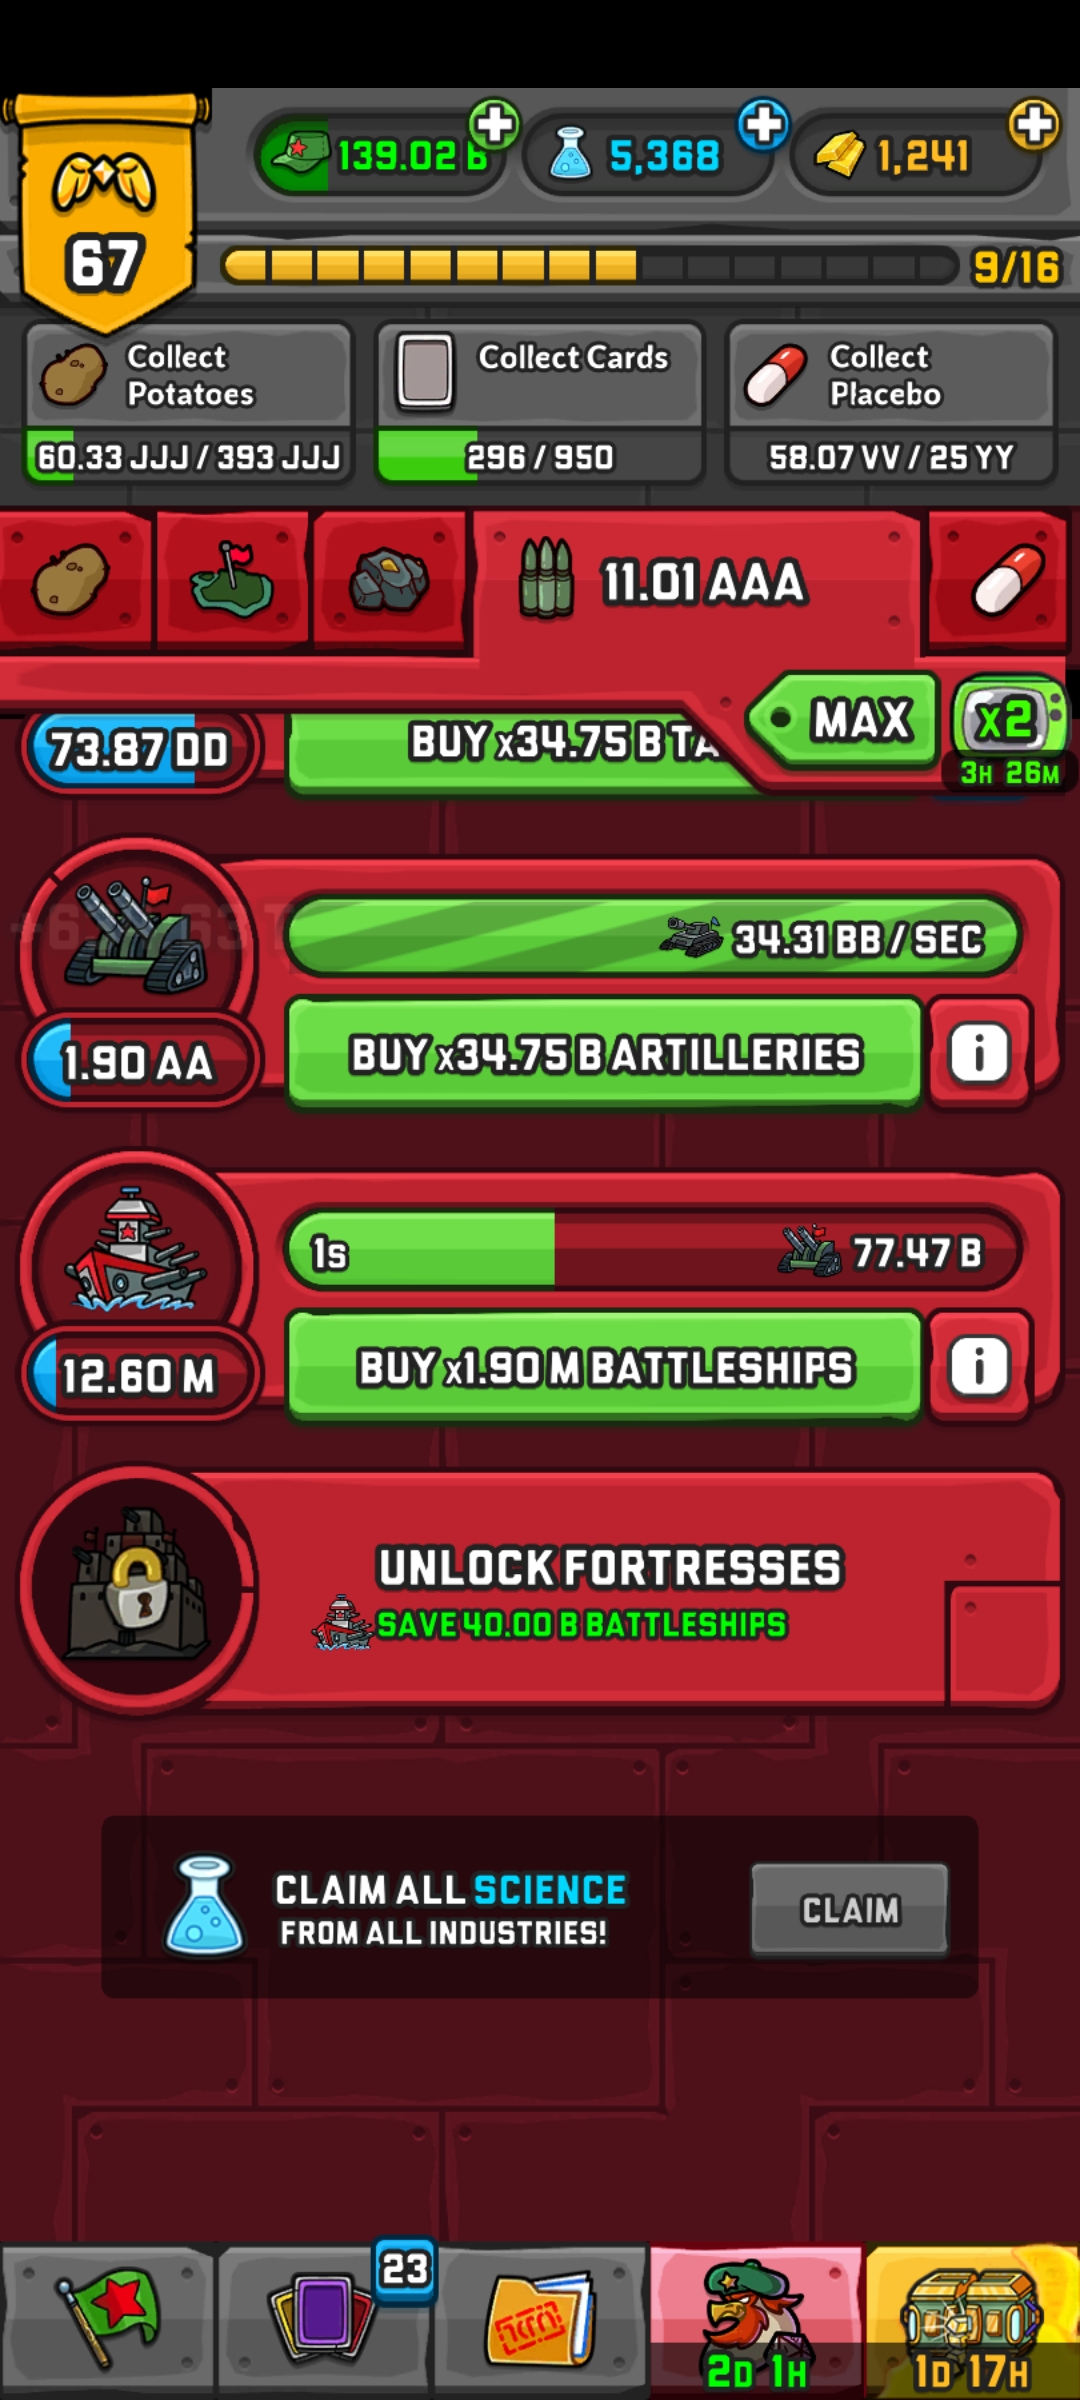 139.02 B
5,368
1,241
67
9/16
Collect Potatoes
60.33 JJJ / 393 JJJ
Collect Cards
296 / 950
Collect Placebo
58.07 VV / 25 YY
11.01 AAA
MAX
x2
3H 26M
73.87 DD
BUY x34.75 B TA
34.31 BB / SEC
1.90 AA
BUY x34.75 B ARTILLERIES
i
1s
77.47 B
12.60 M
BUY x1.90 M BATTLESHIPS
i
UNLOCK FORTRESSES
SAVE 40.00 B BATTLESHIPS
CLAIM ALL SCIENCE
FROM ALL INDUSTRIES!
CLAIM
23
2D 1H
1D 17H